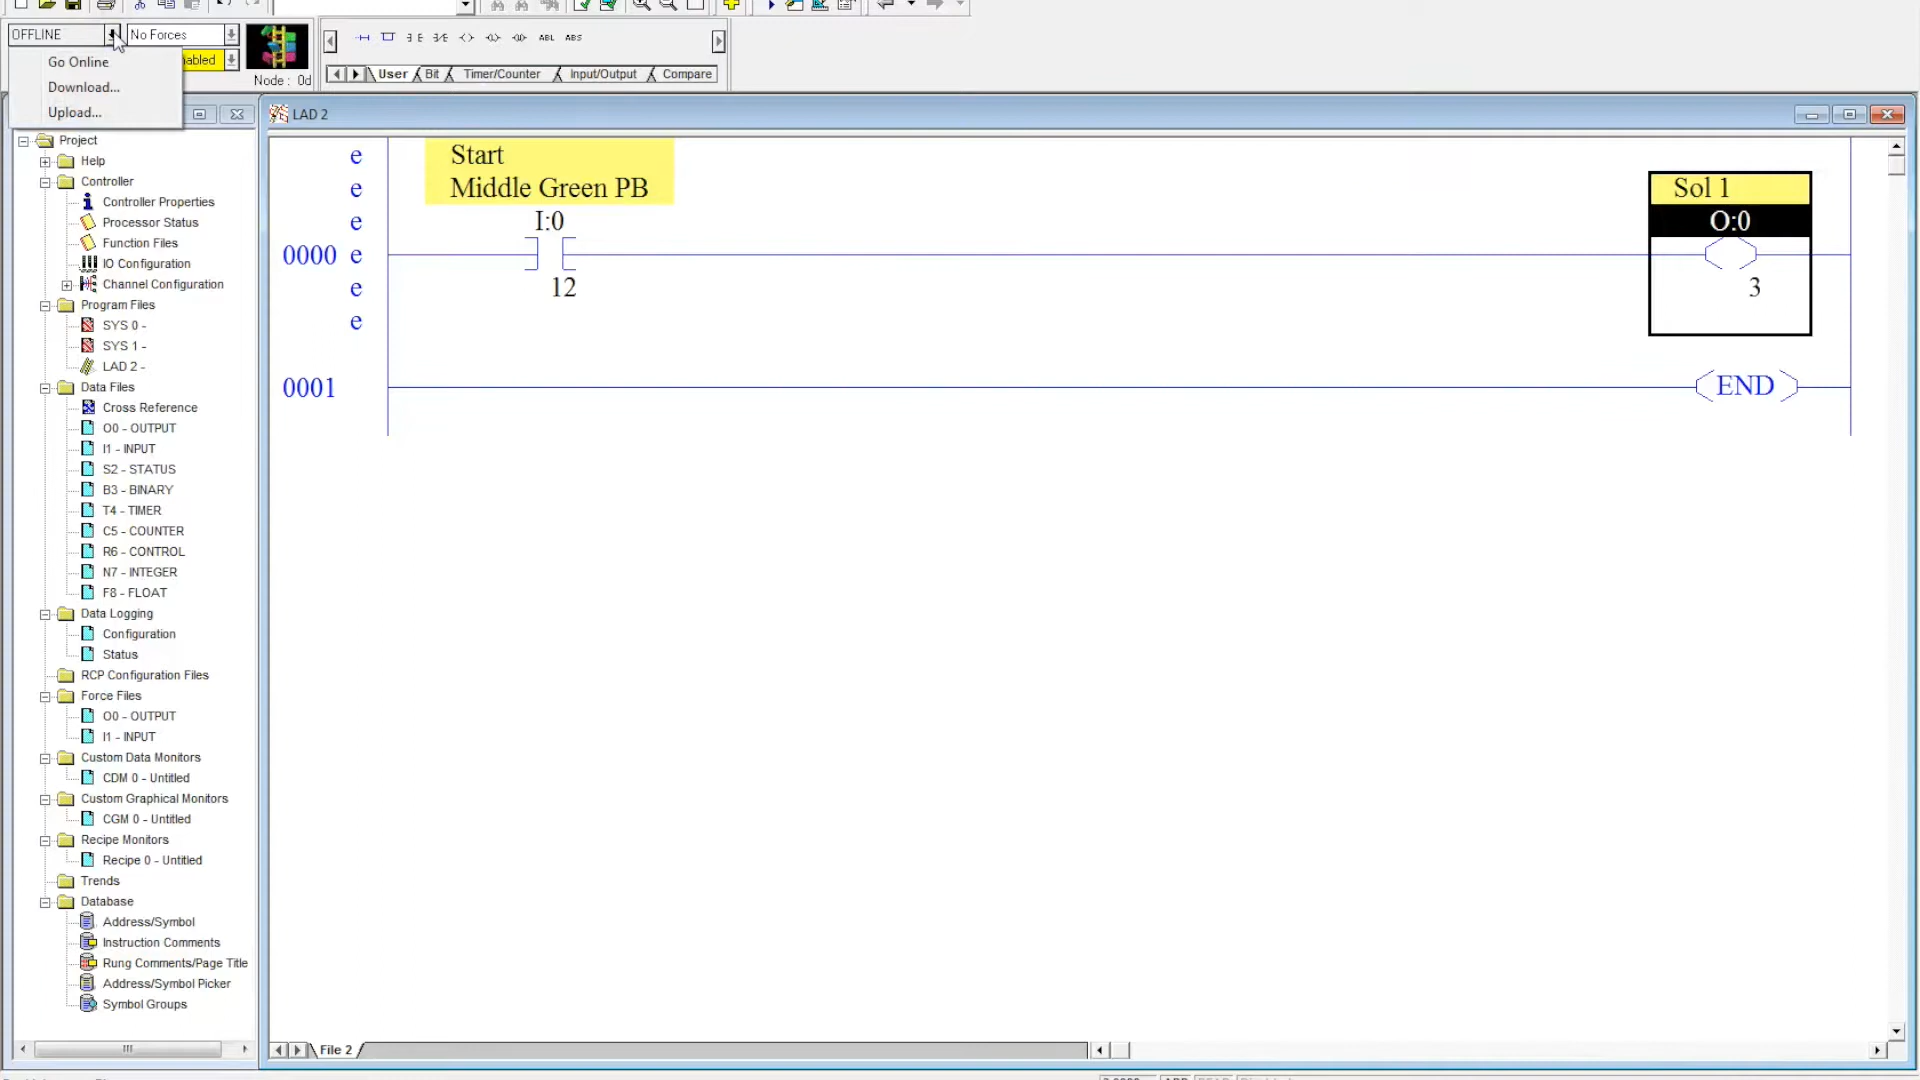 OFFLINE No Forces
Go Online
abled
Download...
Node : 0d
User Bit Timer/Counter Input/Output Compare
Upload...
ABL ABS
LAD 2
Project
Help
Controller
Controller Properties
Processor Status
Function Files
IO Configuration
Channel Configuration
Program Files
SYS 0 -
SYS 1 -
LAD 2 -
Data Files
Cross Reference
O0 - OUTPUT
I1 - INPUT
S2 - STATUS
B3 - BINARY
T4 - TIMER
C5 - COUNTER
R6 - CONTROL
N7 - INTEGER
F8 - FLOAT
Data Logging
Configuration
Status
RCP Configuration Files
Force Files
O0 - OUTPUT
I1 - INPUT
Custom Data Monitors
CDM 0 - Untitled
Custom Graphical Monitors
CGM 0 - Untitled
Recipe Monitors
Recipe 0 - Untitled
Trends
Database
Address/Symbol
Instruction Comments
Rung Comments/Page Title
Address/Symbol Picker
Symbol Groups
e
e
e
0000 e
e
e
Start
Middle Green PB
I:0
12
Sol 1
O:0
3
0001
END
File 2